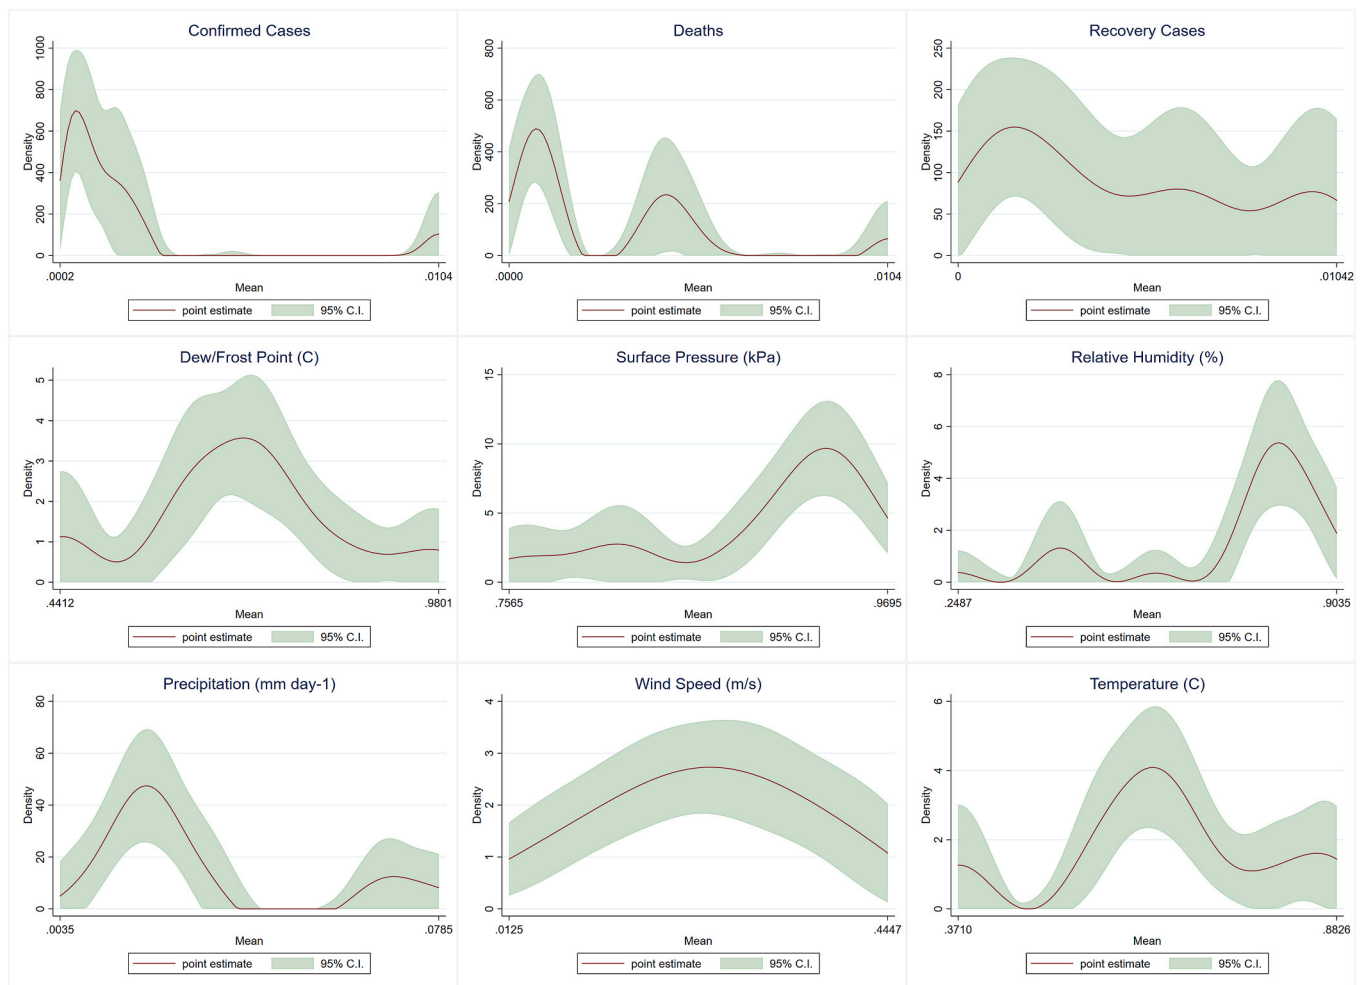 Confirmed Cases
Density
0
200
400
600
800
1000
.0002
.0104
Mean
point estimate
95% C.I.
Deaths
Density
0
200
400
600
800
.0000
.0104
Mean
point estimate
95% C.I.
Recovery Cases
Density
0
50
100
150
200
250
0
.01042
Mean
point estimate
95% C.I.
Dew/Frost Point (C)
Density
0
1
2
3
4
5
.4412
.9801
Mean
point estimate
95% C.I.
Surface Pressure (kPa)
Density
0
5
10
15
.7565
.9695
Mean
point estimate
95% C.I.
Relative Humidity (%)
Density
0
2
4
6
8
.2487
.9035
Mean
point estimate
95% C.I.
Precipitation (mm day-1)
Density
0
20
40
60
80
.0035
.0785
Mean
point estimate
95% C.I.
Wind Speed (m/s)
Density
0
1
2
3
4
.0125
.4447
Mean
point estimate
95% C.I.
Temperature (C)
Density
0
2
4
6
.3710
.8826
Mean
point estimate
95% C.I.